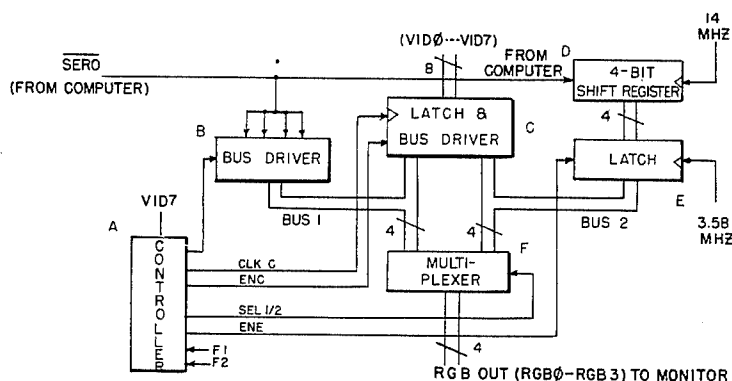 (VIDØ---VID7)
8
FROM COMPUTER
D
14 MHZ
SERO
(FROM COMPUTER)
4-BIT
SHIFT REGISTER
4
B
BUS DRIVER
LATCH &
BUS DRIVER
C
LATCH
E
3.58 MHZ
BUS 1
BUS 2
4
4
VID7
A
CONTROLLER
CLK C
ENC
SEL 1/2
ENE
F1
F2
F
MULTI-
PLEXER
4
RGB OUT (RGBØ-RGB3) TO MONITOR